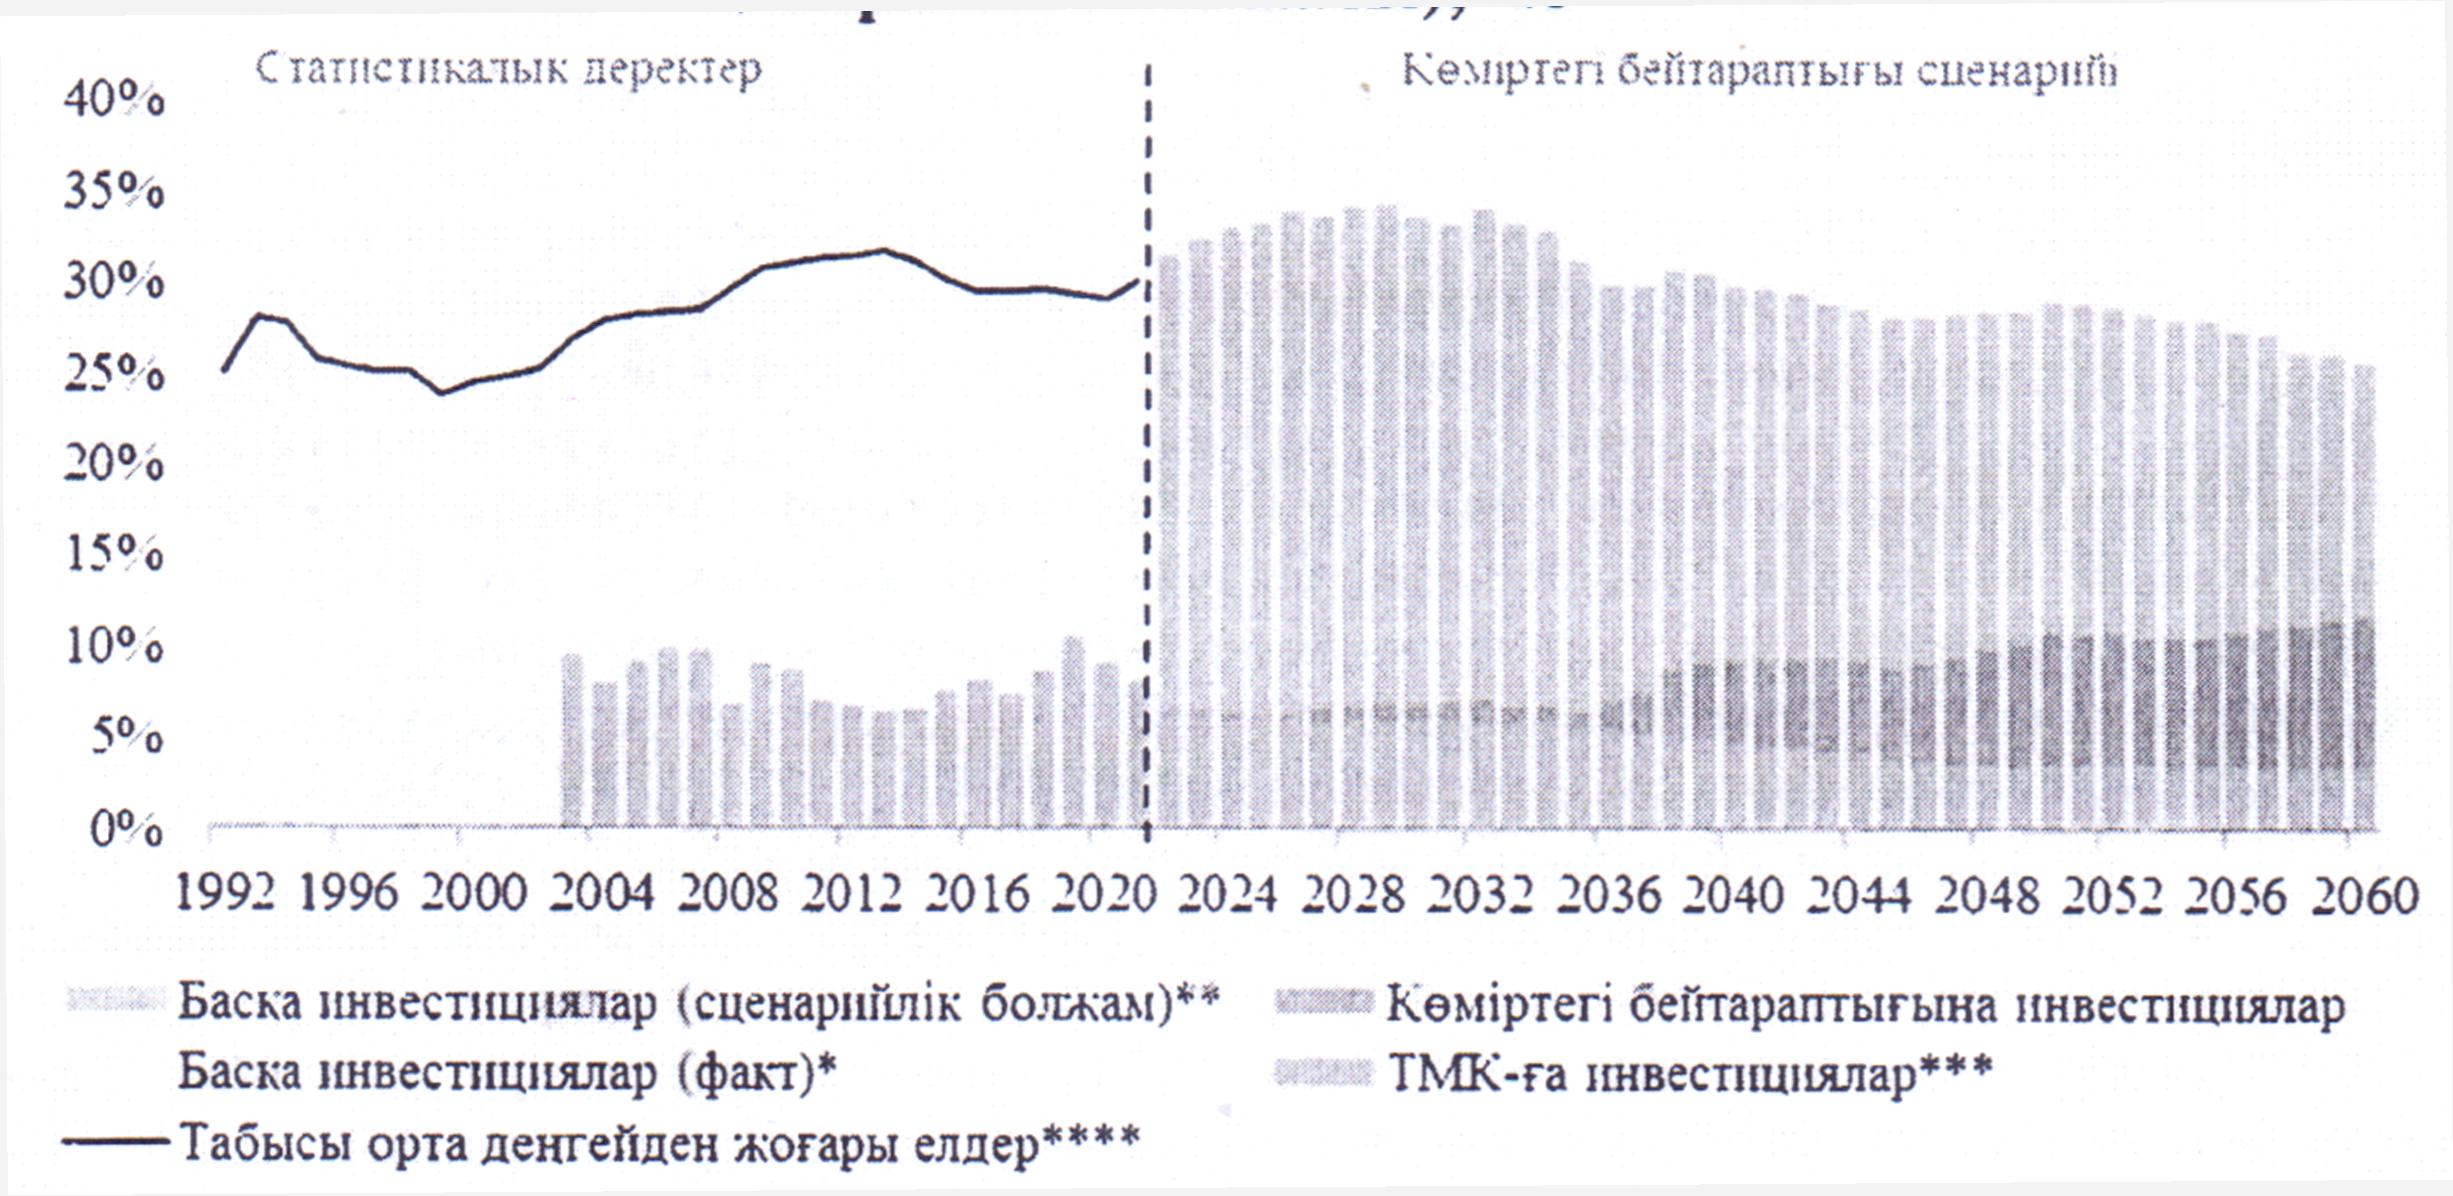 Статистикалық деректер
Көміртегі бейтараптығы сценарийі
40%
35%
30%
25%
20%
15%
10%
5%
0%
1992 1996 2000 2004 2008 2012 2016 2020 2024 2028 2032 2036 2040 2044 2048 2052 2056 2060
Басқа инвестициялар (сценарийлік болжам)**
Көміртегі бейтараптығына инвестициялар
Басқа инвестициялар (факт)*
ТМК-ға инвестициялар***
Табысы орта деңгейден жоғары елдер****